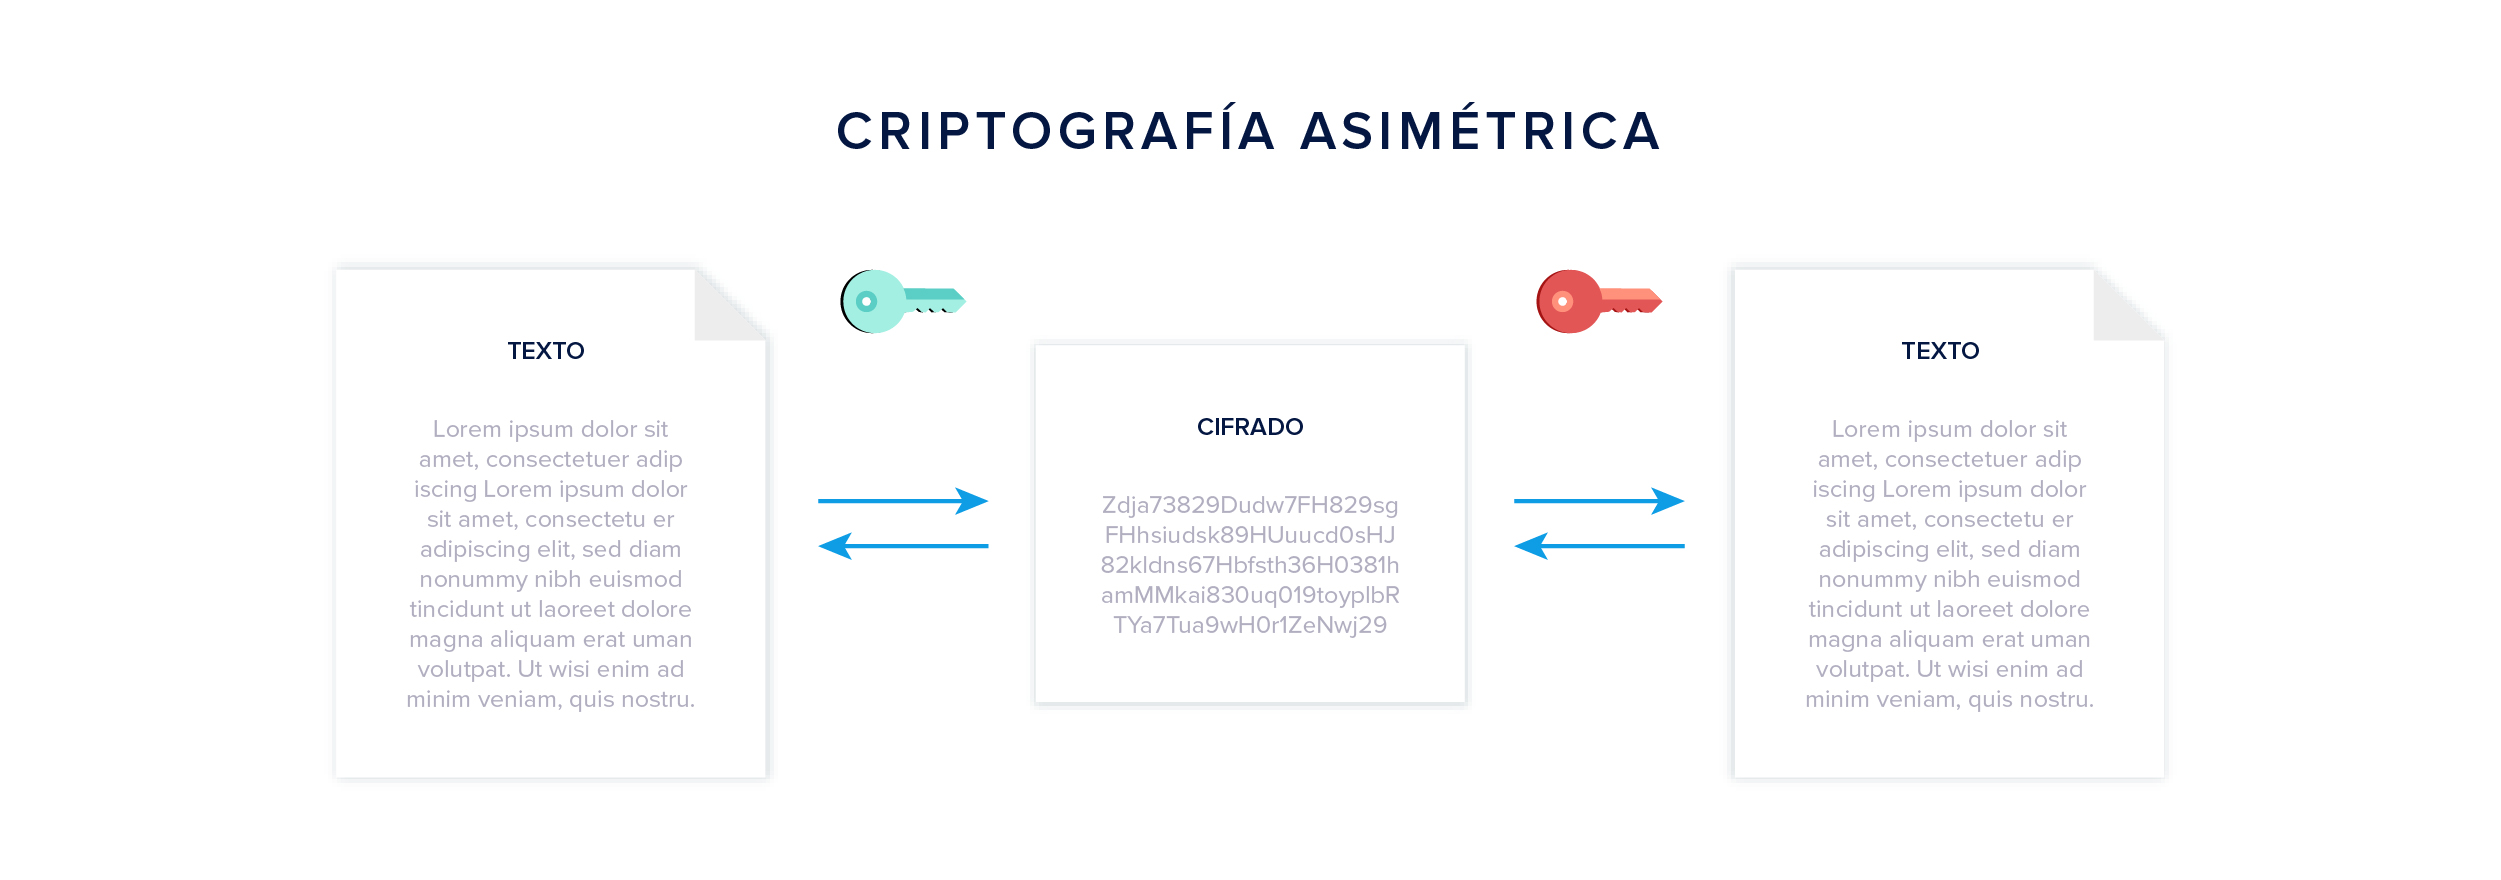 CRIPTOGRAFÍA ASIMÉTRICA
TEXTO
Lorem ipsum dolor sit
amet, consectetuer adip
iscing Lorem ipsum dolor
sit amet, consectetu er
adipiscing elit, sed diam
nonummy nibh euismod
tincidunt ut laoreet dolore
magna aliquam erat uman
volutpat. Ut wisi enim ad
minim veniam, quis nostru.
CIFRADO
Zdja73829Dudw7FH829sg
FHhsiudsk89HUuucd0sHJ
82kldns67Hbfsth36H0381h
amMMkai830uq019toyplbR
TYa7Tua9wH0r1ZeNwj29
TEXTO
Lorem ipsum dolor sit
amet, consectetuer adip
iscing Lorem ipsum dolor
sit amet, consectetu er
adipiscing elit, sed diam
nonummy nibh euismod
tincidunt ut laoreet dolore
magna aliquam erat uman
volutpat. Ut wisi enim ad
minim veniam, quis nostru.